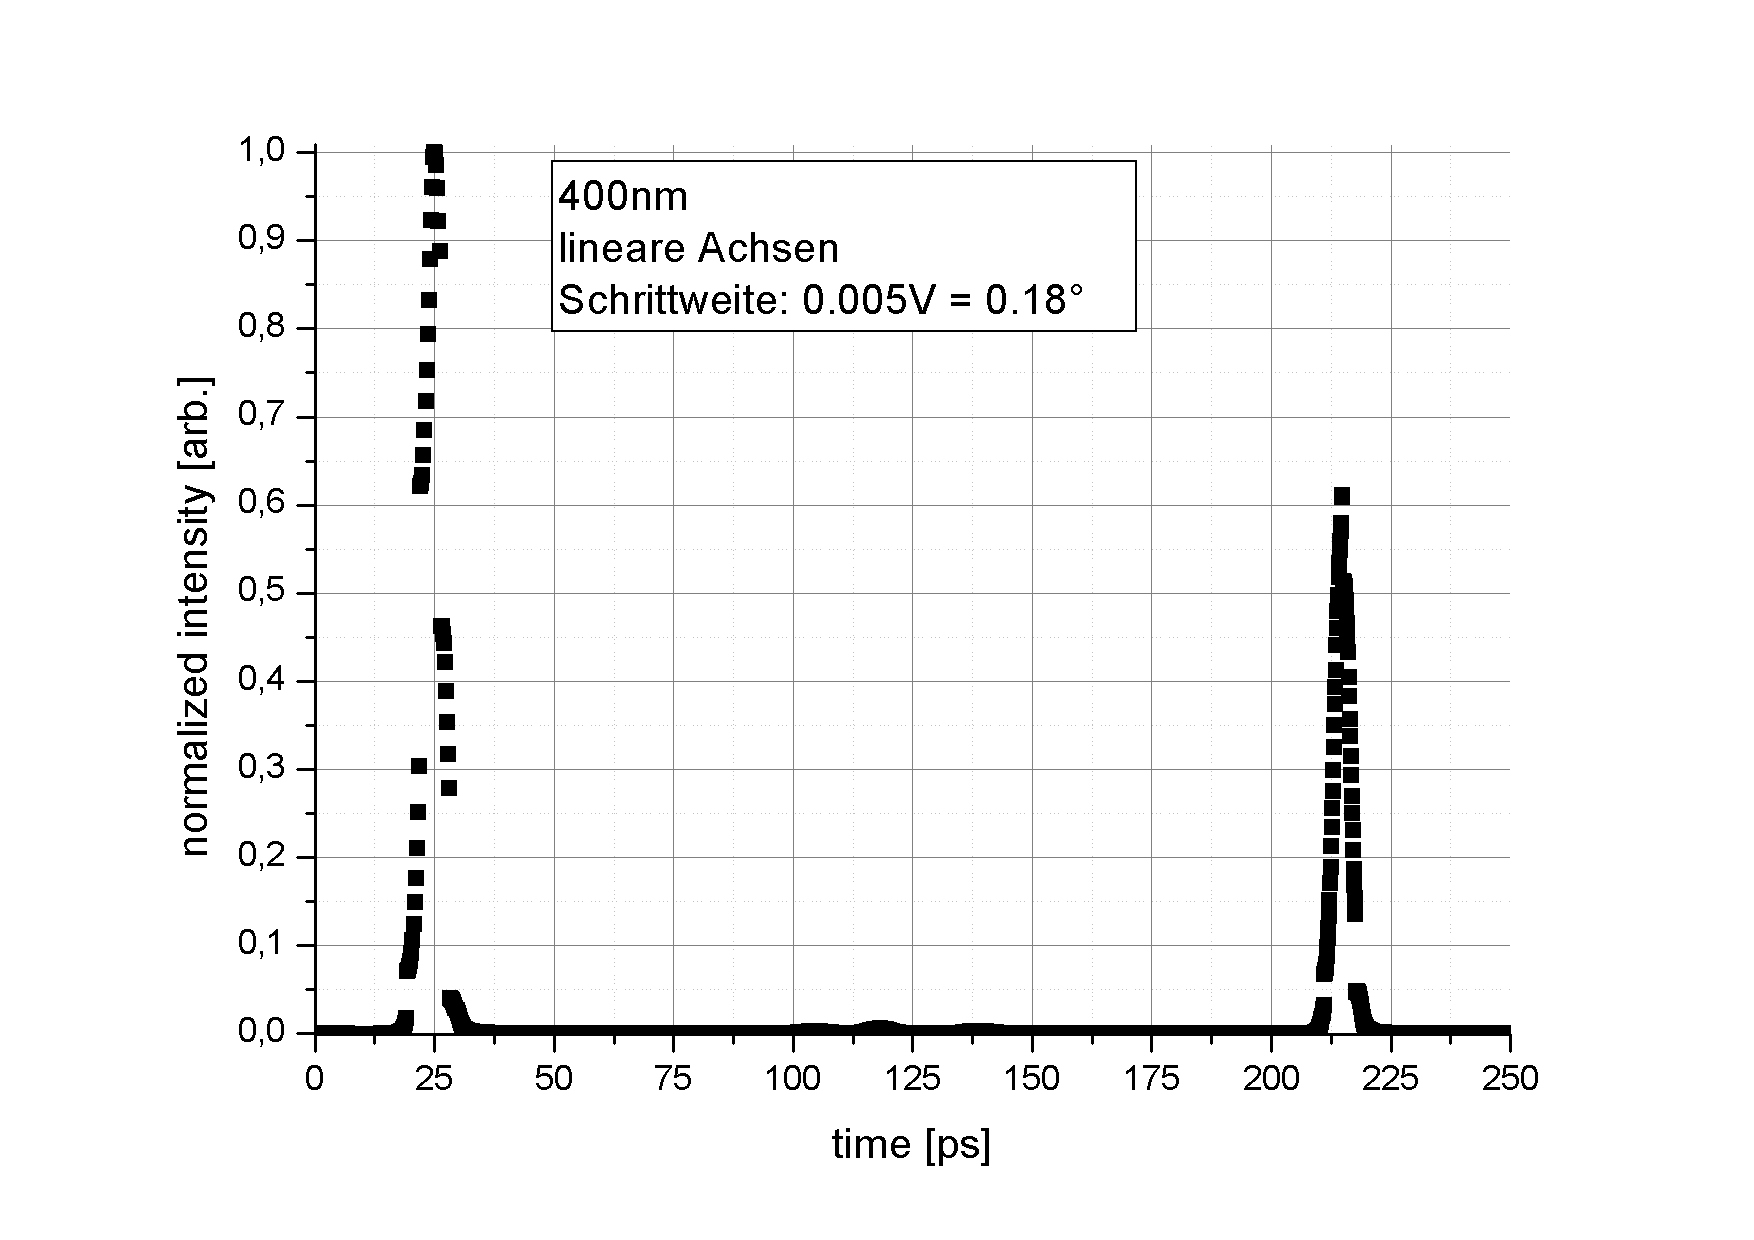 1,0
0,9
0,8
0,7
0,6
0,5
0,4
0,3
0,2
0,1
0,0
normalized intensity [arb.]
400nm
lineare Achsen
Schrittweite: 0.005V = 0.18°
0 25 50 75 100 125 150 175 200 225 250
time [ps]